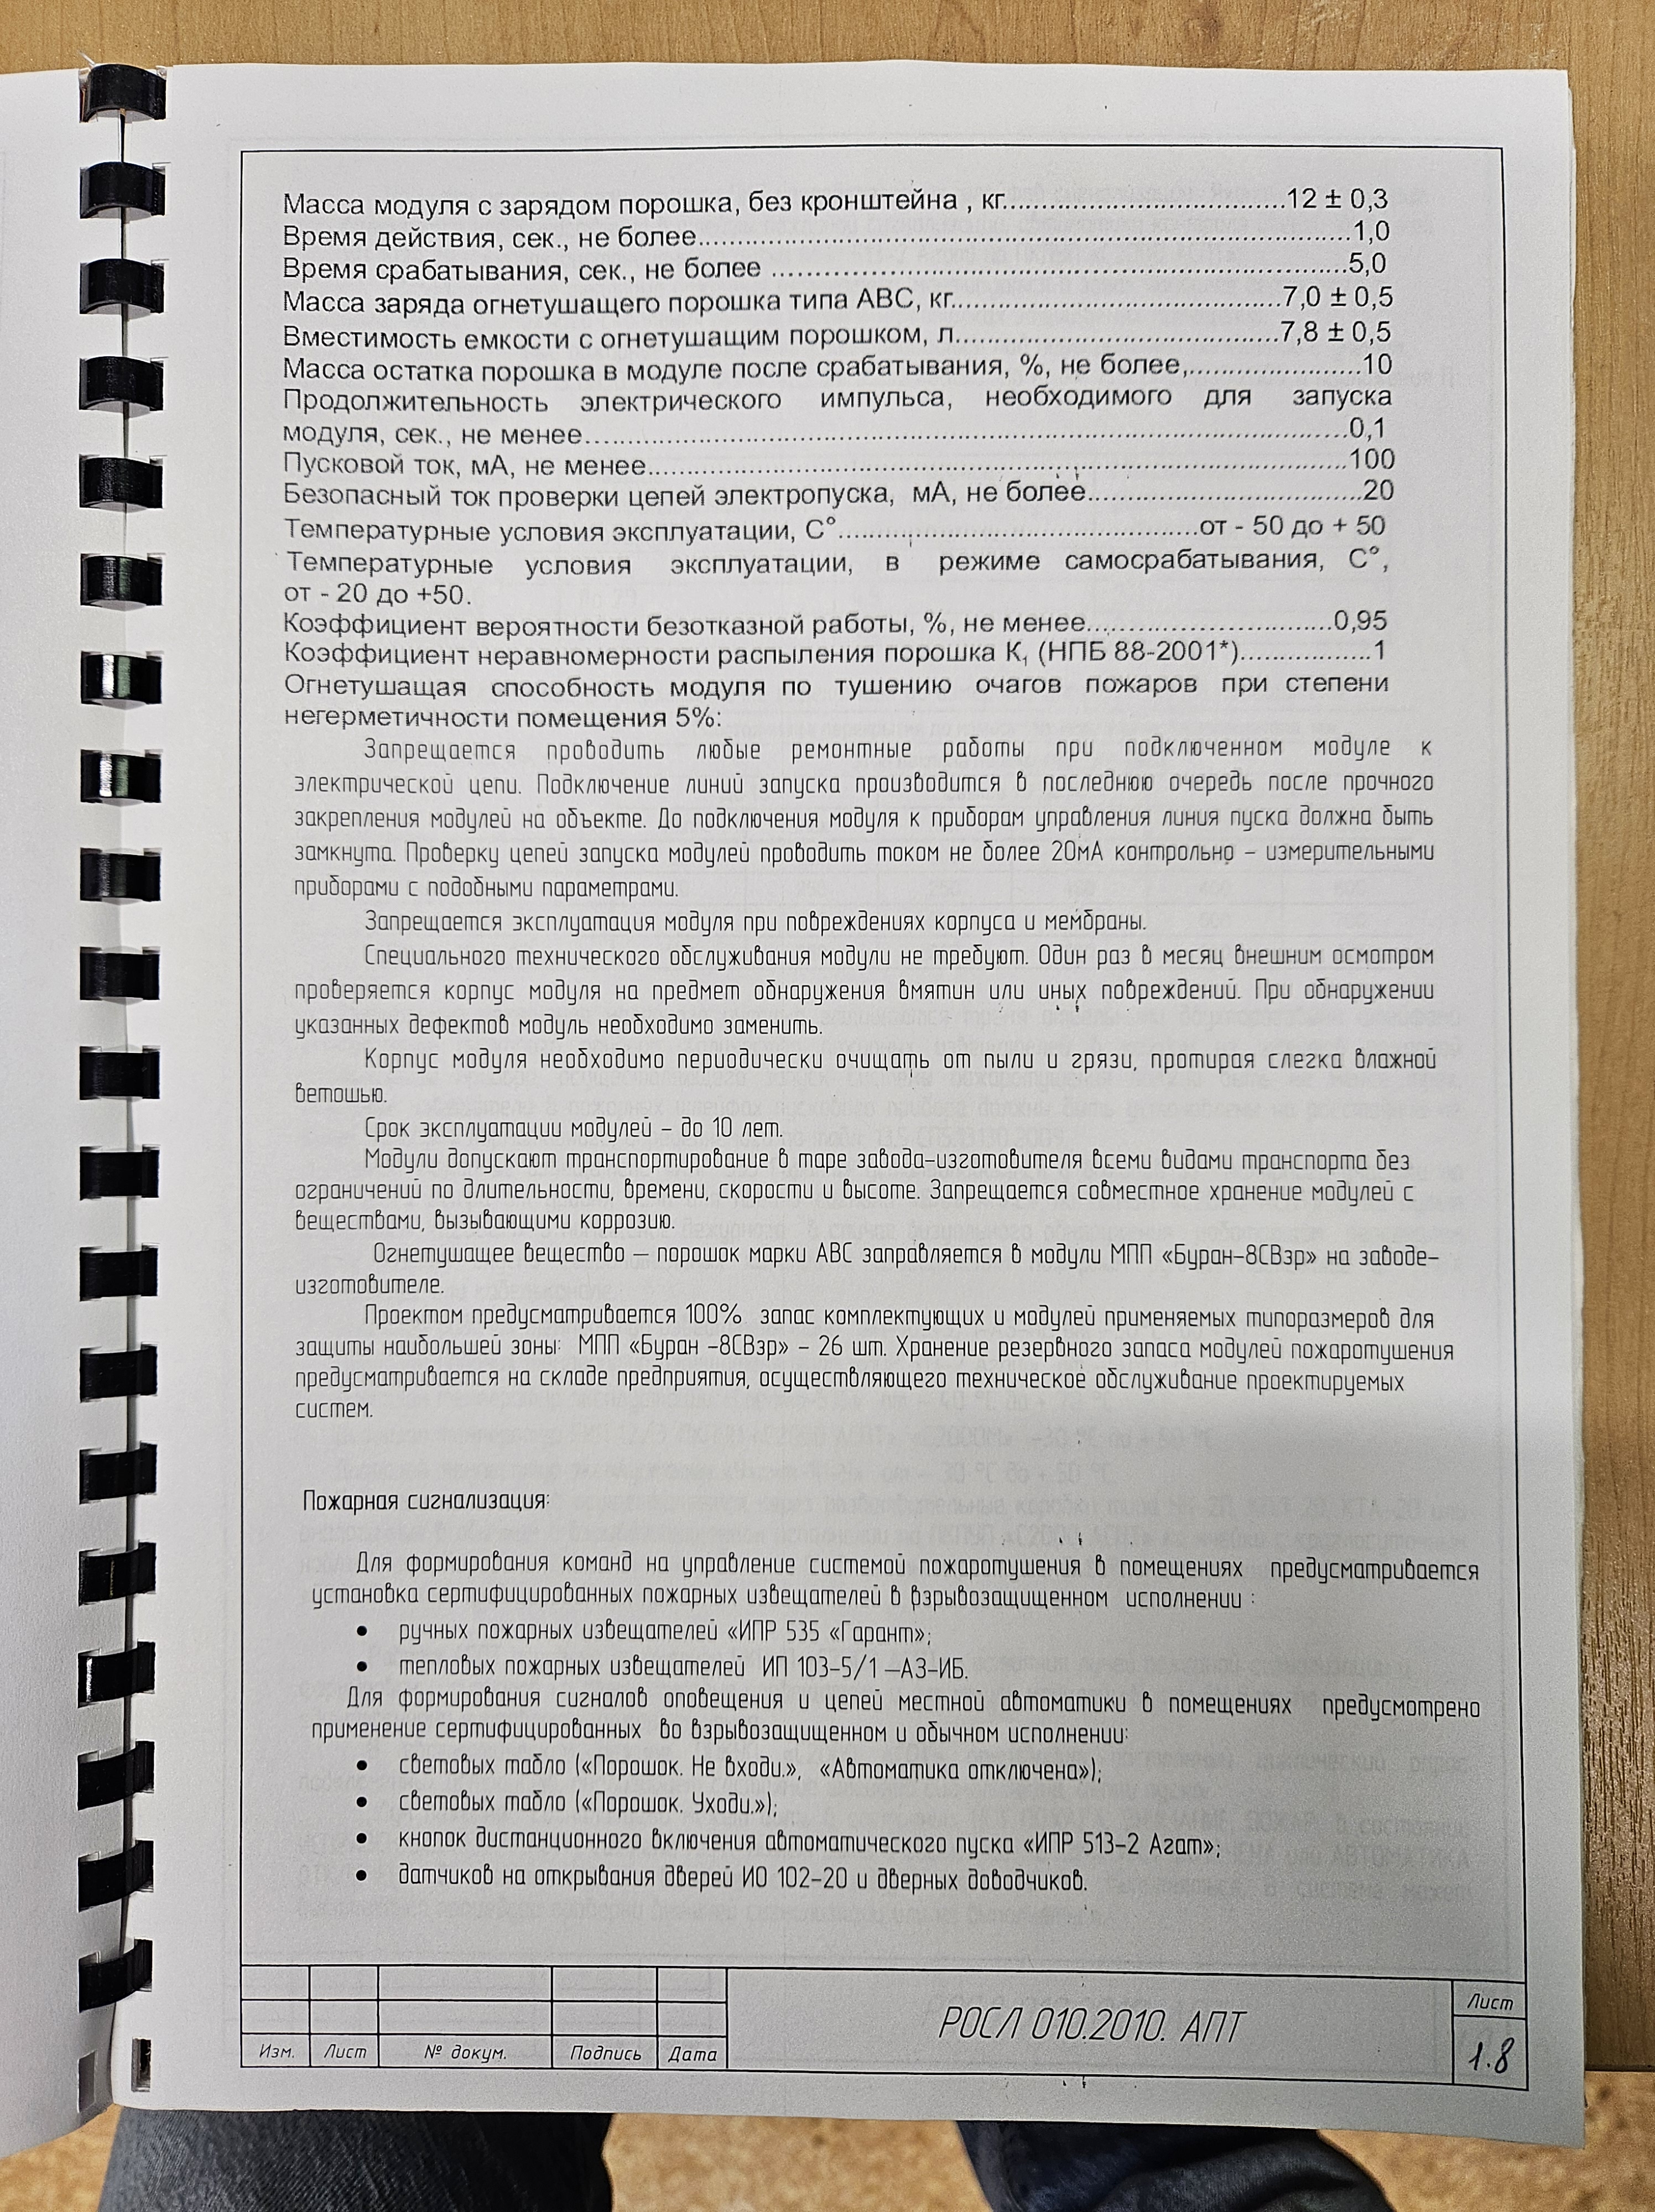 Масса модуля с зарядом порошка, без кронштейна , кг...................................12 ± 0,3
Время действия, сек., не более................................................................................1,0
Время срабатывания, сек., не более .......................................................................5,0
Масса заряда огнетушащего порошка типа АВС, кг........................................7,0 ± 0,5
Вместимость емкости с огнетушащим порошком, л........................................7,8 ± 0,5
Масса остатка порошка в модуле после срабатывания, %, не более,.....................10
Продолжительность электрического импульса, необходимого для запуска
модуля, сек., не менее..............................................................................................0,1
Пусковой ток, мА, не менее.....................................................................................100
Безопасный ток проверки цепей электропуска, мА, не более..................................20
Температурные условия эксплуатации, С°............................................от - 50 до + 50
Температурные условия эксплуатации, в режиме самосрабатывания, С°,
от - 20 до +50.
Коэффициент вероятности безотказной работы, %, не менее..............................0,95
Коэффициент неравномерности распыления порошка К₁ (НПБ 88-2001*).................1
Огнетушащая способность модуля по тушению очагов пожаров при степени
негерметичности помещения 5%:
Запрещается проводить любые ремонтные работы при подключенном модуле к
электрической цепи. Подключение линий запуска производится в последнюю очередь после прочного
закрепления модулей на объекте. До подключения модуля к приборам управления линия пуска должна быть
замкнута. Проверку цепей запуска модулей проводить током не более 20мА контрольно – измерительными
приборами с подобными параметрами.
Запрещается эксплуатация модуля при повреждениях корпуса и мембраны.
Специального технического обслуживания модули не требуют. Один раз в месяц внешним осмотром
проверяется корпус модуля на предмет обнаружения вмятин или иных повреждений. При обнаружении
указанных дефектов модуль необходимо заменить.
Корпус модуля необходимо периодически очищать от пыли и грязи, протирая слегка влажной
ветошью.
Срок эксплуатации модулей – до 10 лет.
Модули допускают транспортирование в таре завода-изготовителя всеми видами транспорта без
ограничений по длительности, времени, скорости и высоте. Запрещается совместное хранение модулей с
веществами, вызывающими коррозию.
Огнетушащее вещество — порошок марки АВС заправляется в модули МПП «Буран-8СВзр» на заводе-
изготовителе.
Проектом предусматривается 100% запас комплектующих и модулей применяемых типоразмеров для
защиты наибольшей зоны: МПП «Буран -8СВзр» – 26 шт. Хранение резервного запаса модулей пожаротушения
предусматривается на складе предприятия, осуществляющего техническое обслуживание проектируемых
систем.
Пожарная сигнализация:
Для формирования команд на управление системой пожаротушения в помещениях предусматривается
установка сертифицированных пожарных извещателей в взрывозащищенном исполнении :
• ручных пожарных извещателей «ИПР 535 «Гарант»;
• тепловых пожарных извещателей ИП 103-5/1 —А3-ИБ.
Для формирования сигналов оповещения и цепей местной автоматики в помещениях предусмотрено
применение сертифицированных во взрывозащищенном и обычном исполнении:
• световых табло («Порошок. Не входи.», «Автоматика отключена»);
• световых табло («Порошок. Уходи.»);
• кнопок дистанционного включения автоматического пуска «ИПР 513-2 Агат»;
• датчиков на открывания дверей ИО 102-20 и дверных доводчиков.
Изм. Лист № докум. Подпись Дата
РОСЛ 010.2010. АПТ
Лист
1.8